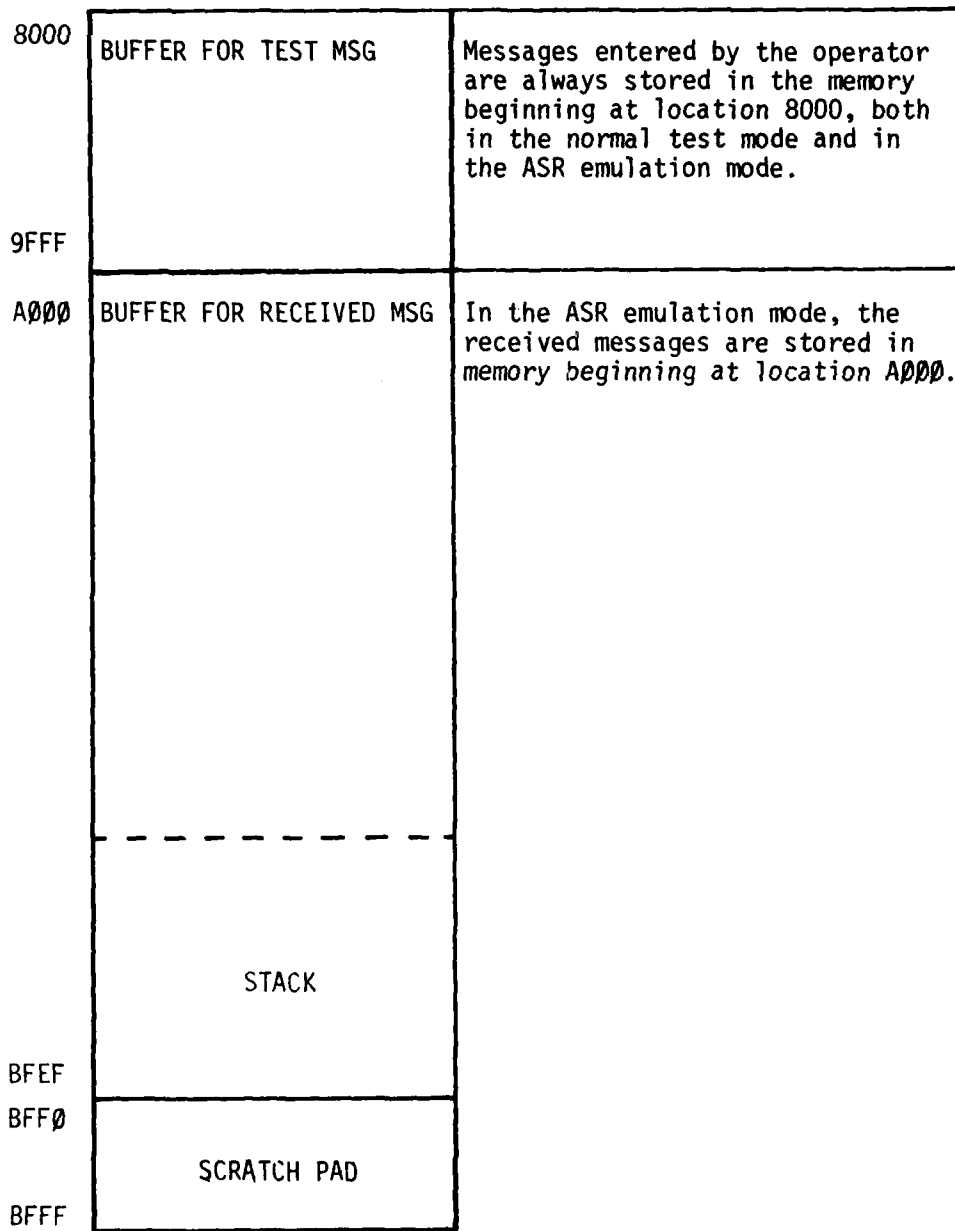 8000
BUFFER FOR TEST MSG
Messages entered by the operator
are always stored in the memory
beginning at location 8000, both
in the normal test mode and in
the ASR emulation mode.
9FFF
AØØØ
BUFFER FOR RECEIVED MSG
In the ASR emulation mode, the
received messages are stored in
memory beginning at location AØØØ.
STACK
BFEF
BFFØ
SCRATCH PAD
BFFF